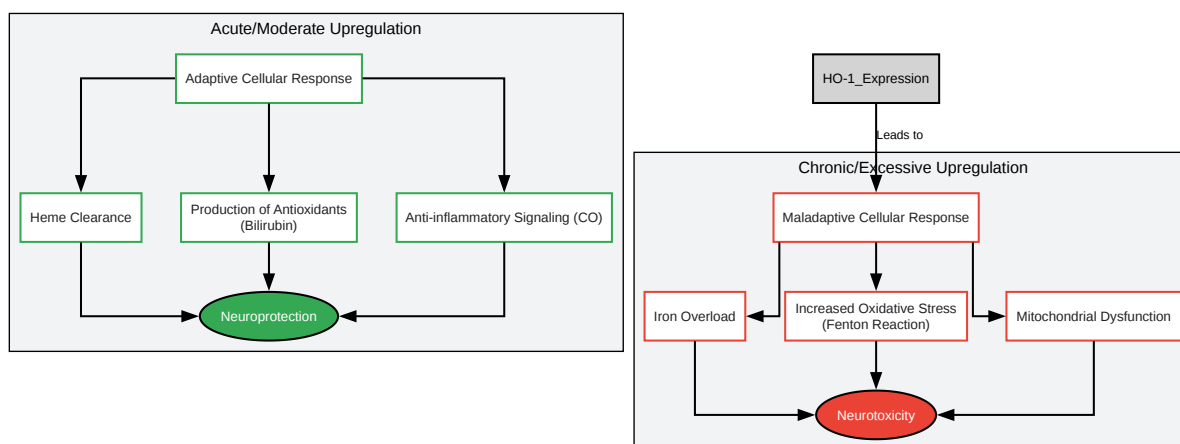 Acute/Moderate Upregulation
Adaptive Cellular Response
Heme Clearance
Production of Antioxidants
(Bilirubin)
Anti-inflammatory Signaling (CO)
Neuroprotection
HO-1_Expression
Leads to
Chronic/Excessive Upregulation
Maladaptive Cellular Response
Iron Overload
Increased Oxidative Stress
(Fenton Reaction)
Mitochondrial Dysfunction
Neurotoxicity